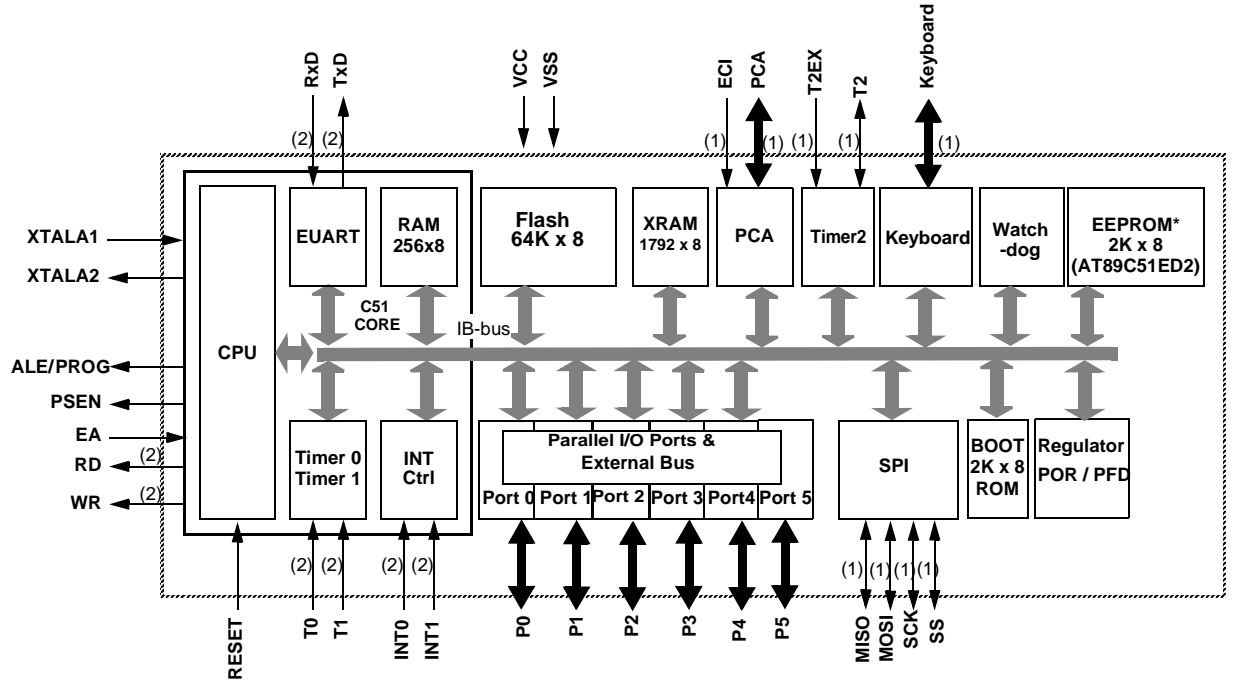 RxD
TxD
VCC
VSS
ECI
PCA
T2EX
T2
Keyboard
(2)
(2)
(1)
(1)
(1)
(1)
(1)
XTALA1
XTALA2
ALE/PROG
PSEN
EA
RD
(2)
WR
(2)
CPU
EUART
RAM
256x8
C51
CORE
IB-bus
Flash
64K x 8
XRAM
1792 x 8
PCA
Timer2
Keyboard
Watch
-dog
EEPROM*
2K x 8
(AT89C51ED2)
Timer 0
Timer 1
INT
Ctrl
Parallel I/O Ports &
External Bus
Port 0
Port 1
Port 2
Port 3
Port4
Port 5
SPI
BOOT
2K x 8
ROM
Regulator
POR / PFD
(2)
(2)
(2)
(2)
(1)
(1)
(1)
(1)
RESET
T0
T1
INT0
INT1
P0
P1
P2
P3
P4
P5
MISO
MOSI
SCK
SS